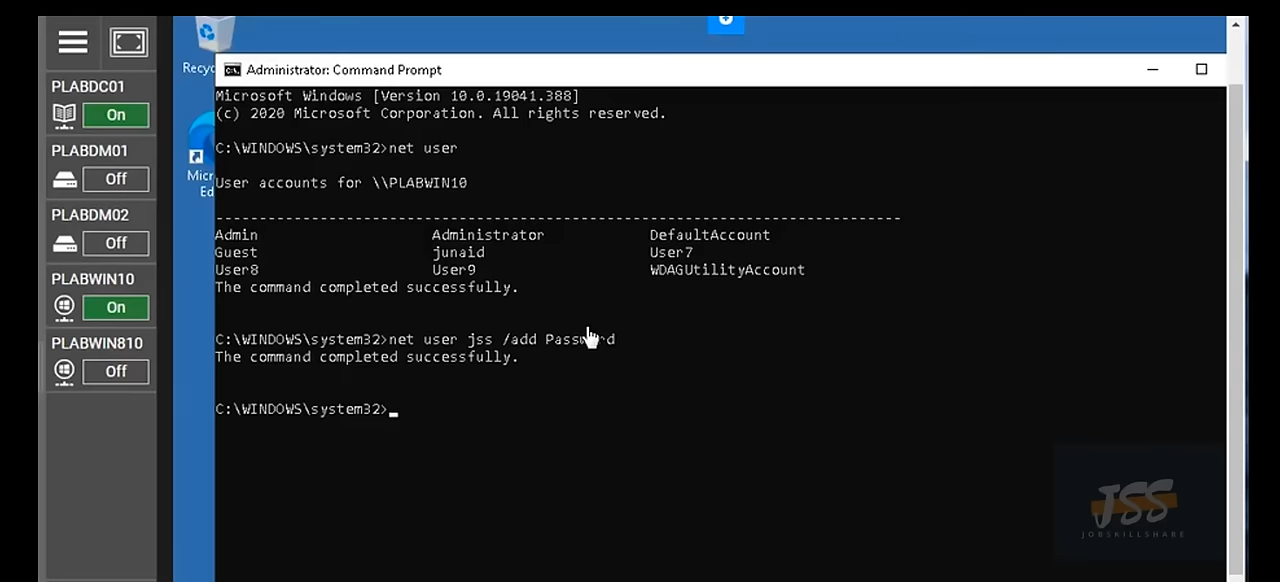 PLABDC01
On
PLABDM01
Off
PLABDM02
Off
PLABWIN10
On
PLABWIN810
Off
Administrator: Command Prompt
Microsoft Windows [Version 10.0.19041.388]
(c) 2020 Microsoft Corporation. All rights reserved.
C:\WINDOWS\system32>net user
User accounts for \\PLABWIN10
-------------------------------------------------------------------------------
Admin Administrator DefaultAccount
Guest junaid User7
User8 User9 WDAGUtilityAccount
The command completed successfully.
C:\WINDOWS\system32>net user jss /add Password
The command completed successfully.
C:\WINDOWS\system32>
Recyc
Micr
Ed
JSS
JOBSKILLSHARE